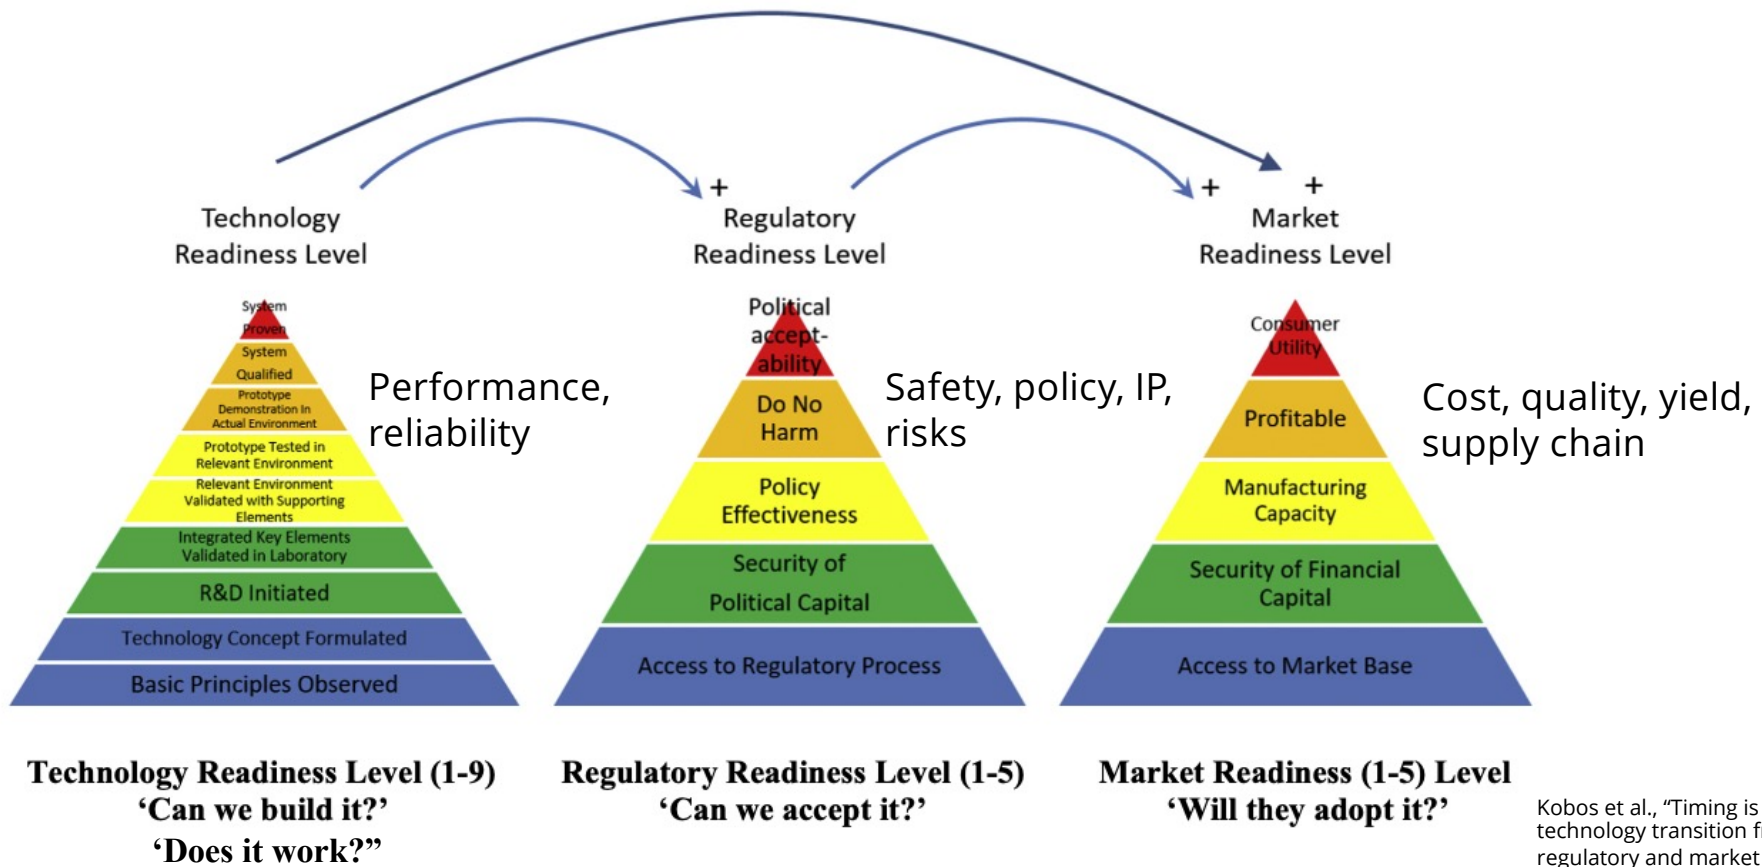 +
+
+
Technology
Readiness Level
Regulatory
Readiness Level
Market
Readiness Level
System
Proven
System
Qualified
Prototype
Demonstration In
Actual Environment
Prototype Tested in
Relevant Environment
Relevant Environment
Validated with Supporting
Elements
Integrated Key Elements
Validated in Laboratory
R&D Initiated
Technology Concept Formulated
Basic Principles Observed
Performance,
reliability
Political
accept-
ability
Do No
Harm
Policy
Effectiveness
Security of
Political Capital
Access to Regulatory Process
Safety, policy, IP,
risks
Consumer
Utility
Profitable
Manufacturing
Capacity
Security of Financial
Capital
Access to Market Base
Cost, quality, yield,
supply chain
Technology Readiness Level (1-9)
‘Can we build it?’
‘Does it work?”
Regulatory Readiness Level (1-5)
‘Can we accept it?’
Market Readiness (1-5) Level
‘Will they adopt it?’
Kobos et al., “Timing is
technology transition
regulatory and market